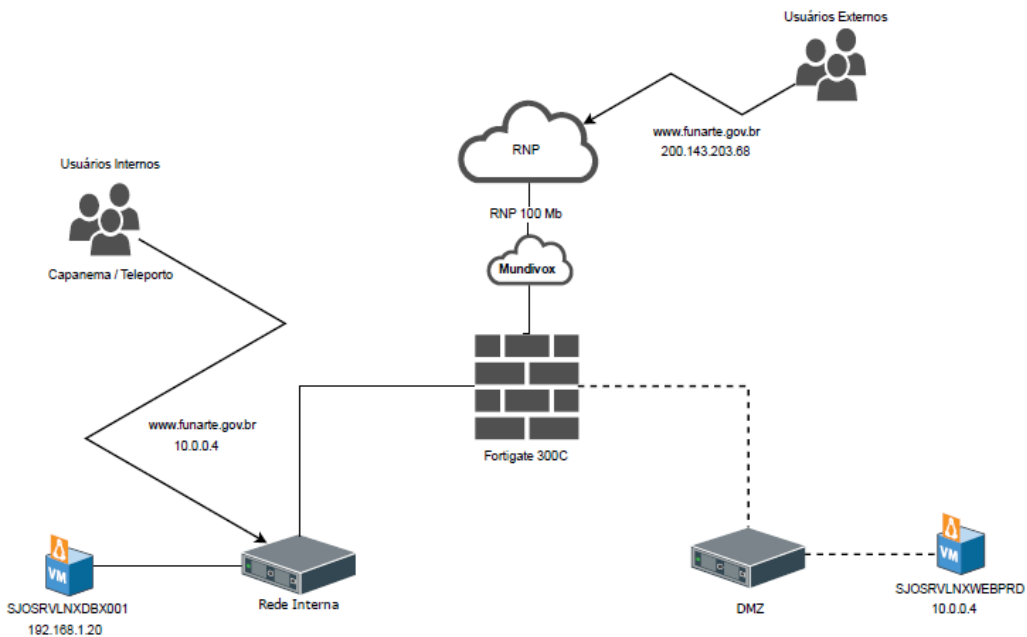 Usuários Externos
www.funarte.gov.br
200.143.203.68
RNP
RNP 100 Mb
Mundivox
Usuários Internos
Capanema / Teleporto
www.funarte.gov.br
10.0.0.4
Fortigate 300C
VM
SJOSRVLNXDBX001
192.168.1.20
Rede Interna
DMZ
VM
SJOSRVLNXWEBPRD
10.0.0.4